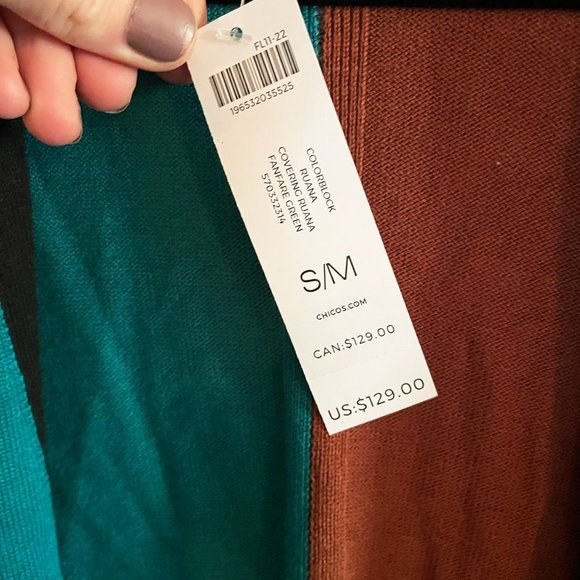 FL11-22
196532035525
COLORBLOCK
RUANA
COVERING RUANA
FANFARE GREEN
570332314
S/M
CHICOS.COM
CAN:$129.00
US:$129.00